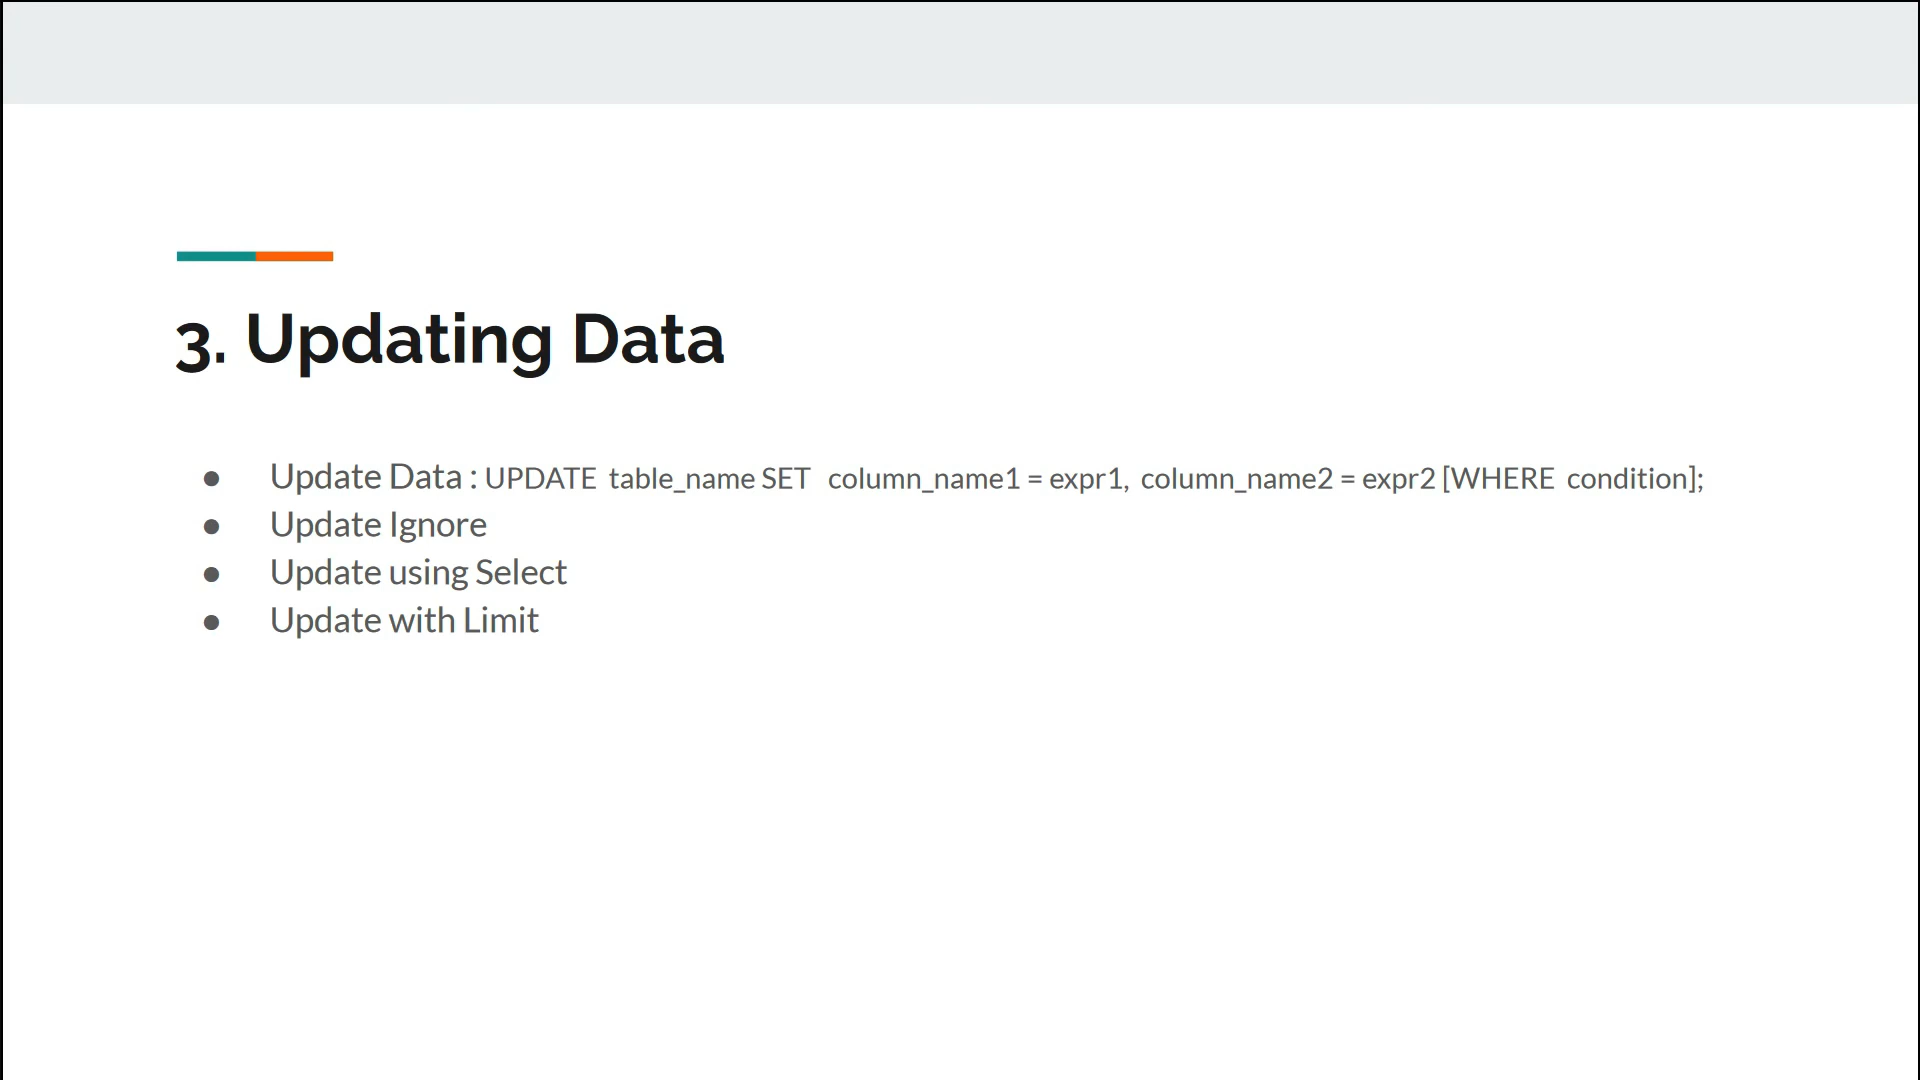 3. Updating Data
● Update Data : UPDATE table_name SET column_name1 = expr1, column_name2 = expr2 [WHERE condition];
● Update Ignore
● Update using Select
● Update with Limit